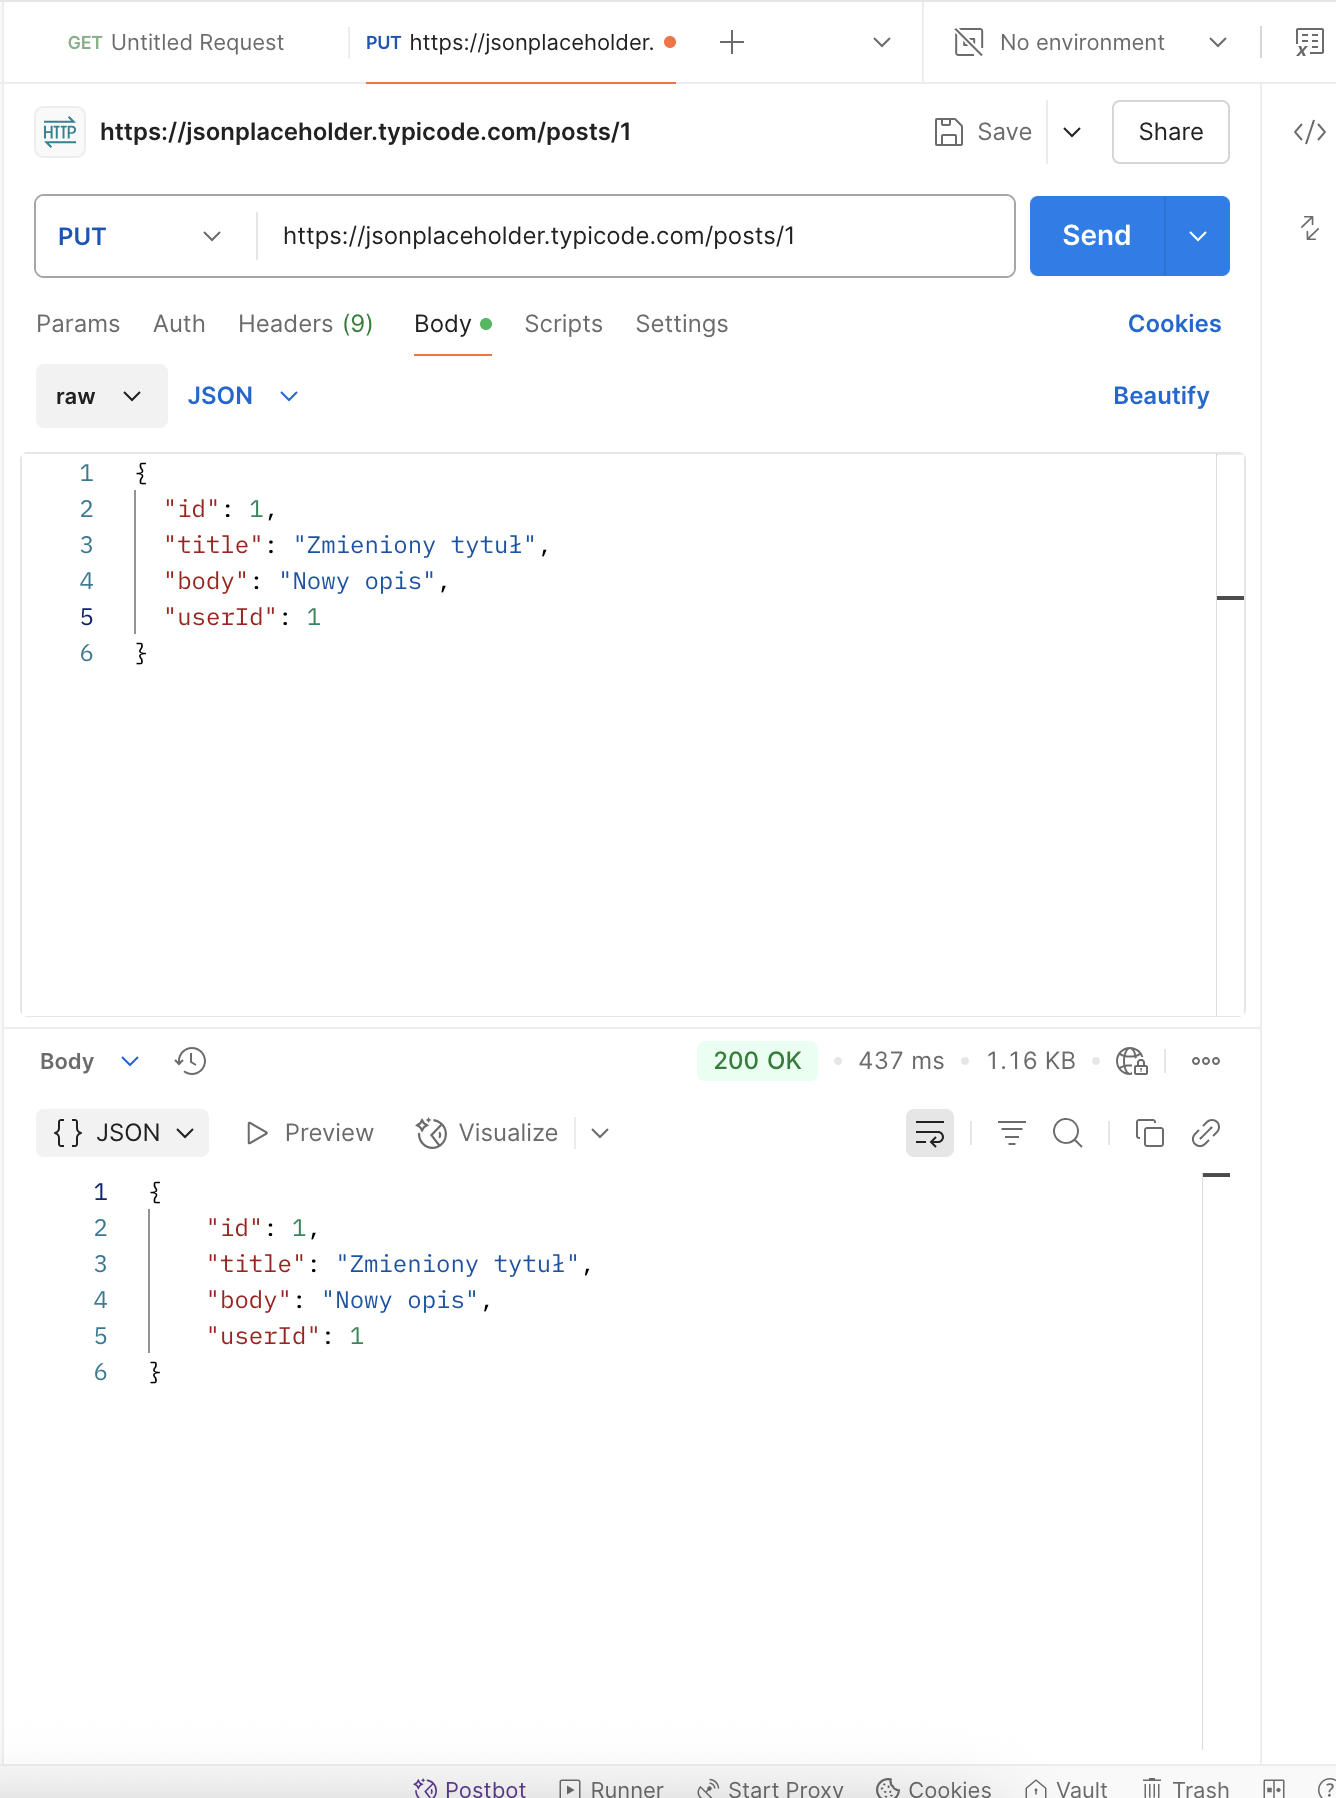 GET Untitled Request PUT https://jsonplaceholder. No environment
HTTP https://jsonplaceholder.typicode.com/posts/1 Save Share
PUT https://jsonplaceholder.typicode.com/posts/1 Send
Params Auth Headers (9) Body Scripts Settings Cookies
raw JSON Beautify
1 {
2 "id": 1,
3 "title": "Zmieniony tytuł",
4 "body": "Nowy opis",
5 "userId": 1
6 }
Body 200 OK 437 ms 1.16 KB
{} JSON Preview Visualize
1 {
2 "id": 1,
3 "title": "Zmieniony tytuł",
4 "body": "Nowy opis",
5 "userId": 1
6 }
Postbot Runner Start Proxy Cookies Vault Trash